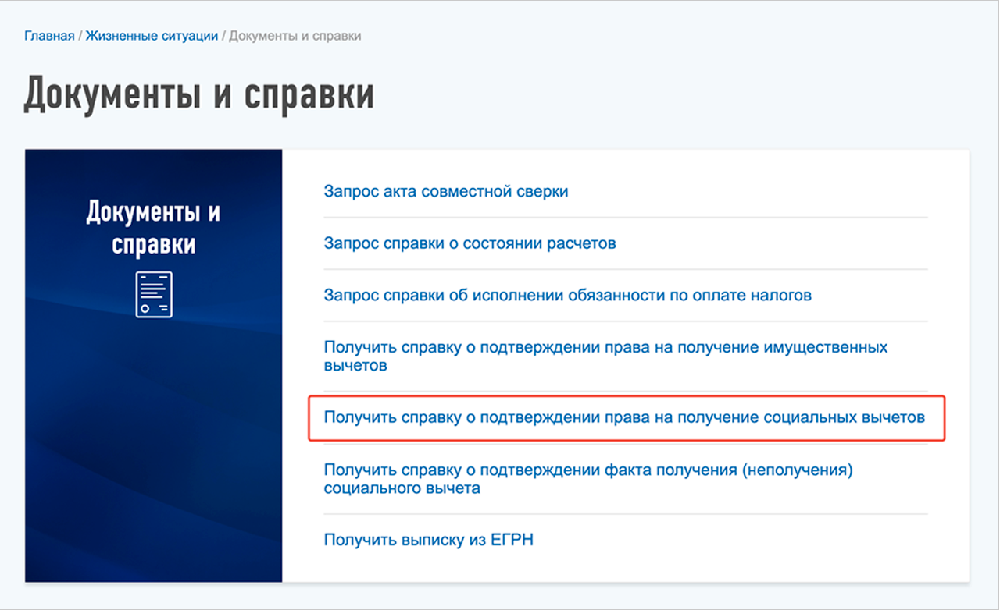 Главная / Жизненные ситуации / Документы и справки
Документы и справки
Документы и
справки
Запрос акта совместной сверки
Запрос справки о состоянии расчетов
Запрос справки об исполнении обязанности по оплате налогов
Получить справку о подтверждении права на получение имущественных
вычетов
Получить справку о подтверждении права на получение социальных вычетов
Получить справку о подтверждении факта получения (неполучения)
социального вычета
Получить выписку из ЕГРН